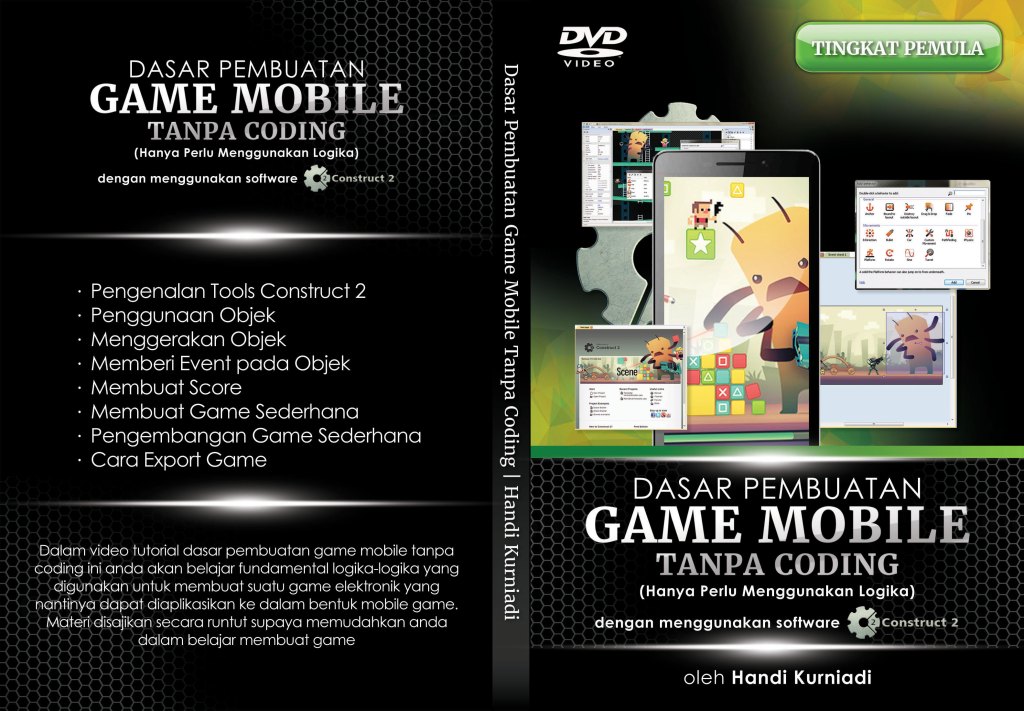 DASAR PEMBUATAN
GAME MOBILE
TANPA CODING
(Hanya Perlu Menggunakan Logika)
dengan menggunakan software 2 Construct 2
· Pengenalan Tools Construct 2
· Penggunaan Objek
· Menggerakan Objek
· Memberi Event pada Objek
· Membuat Score
· Membuat Game Sederhana
· Pengembangan Game Sederhana
· Cara Export Game
Dalam video tutorial dasar pembuatan game mobile tanpa
coding ini anda akan belajar fundamental logika-logika yang
digunakan untuk membuat suatu game elektronik yang
nantinya dapat diaplikasikan ke dalam bentuk mobile game.
Materi disajikan secara runtut supaya memudahkan anda
dalam belajar membuat game
Dasar Pembuatan Game Mobile Tanpa Coding | Handi Kurniadi
DVD
VIDEO
TINGKAT PEMULA
Construct 2
Scene
DASAR PEMBUATAN
GAME MOBILE
TANPA CODING
(Hanya Perlu Menggunakan Logika)
dengan menggunakan software 2 Construct 2
oleh Handi Kurniadi